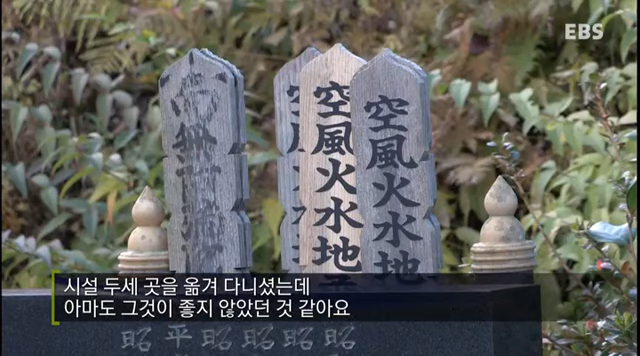 EBS
空風火水地
空風火水地
시설 두세 곳을 옮겨 다니셨는데
아마도 그것이 좋지 않았던 것 같아요
昭 平 昭 昭 昭 昭